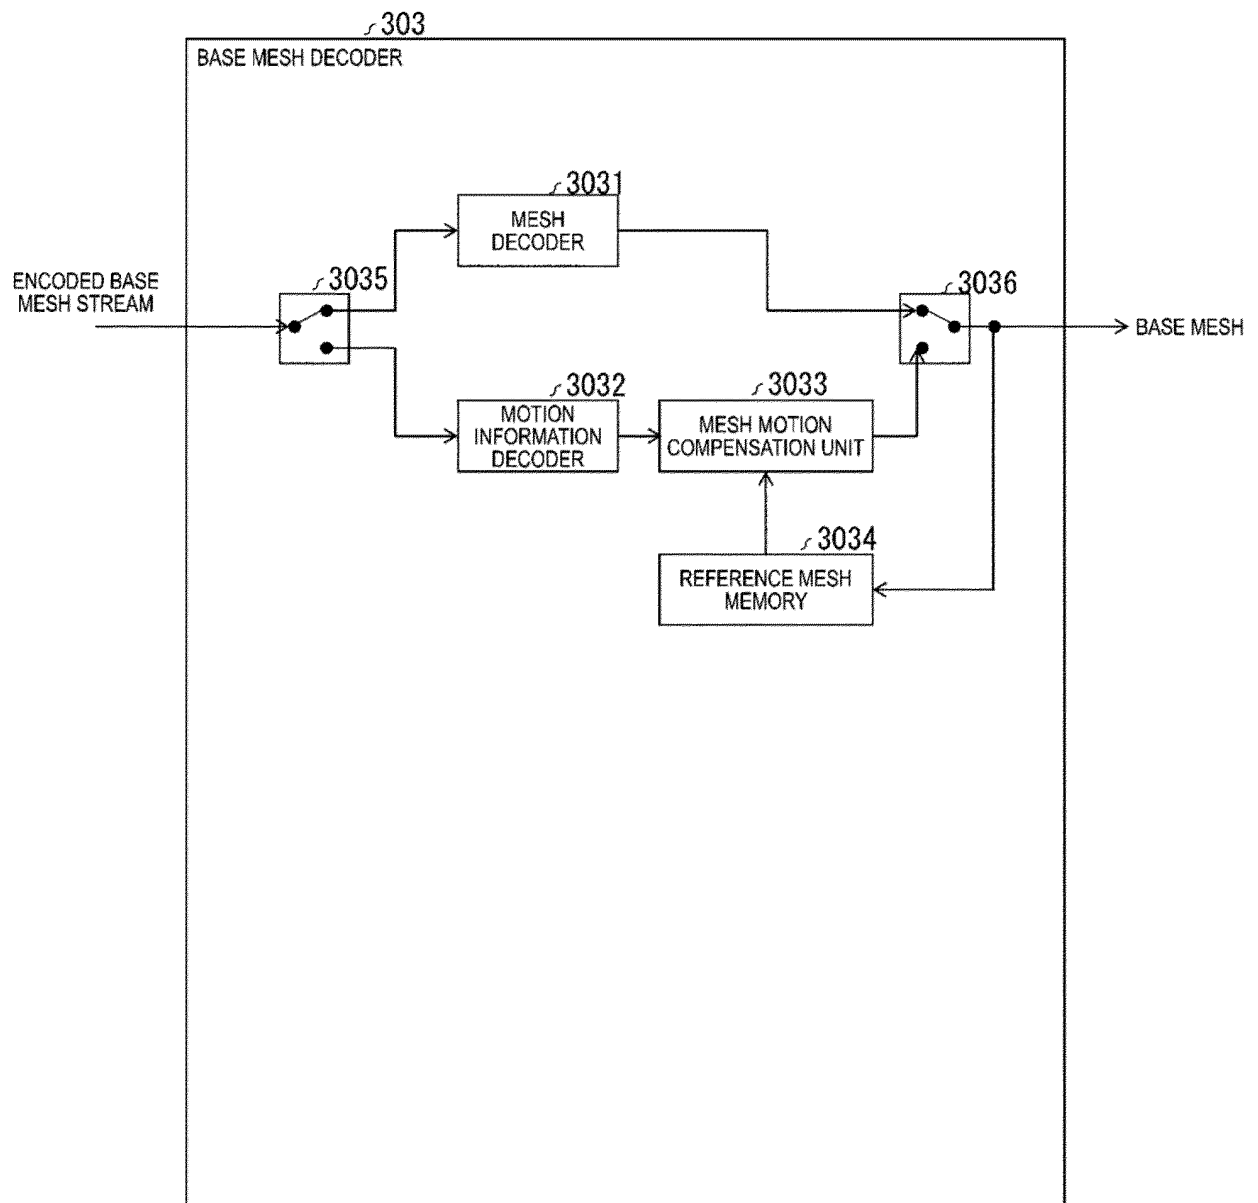 303
BASE MESH DECODER
3031
MESH
DECODER
ENCODED BASE
MESH STREAM
3035
3036
BASE MESH
3032
MOTION
INFORMATION
DECODER
3033
MESH MOTION
COMPENSATION UNIT
3034
REFERENCE MESH
MEMORY